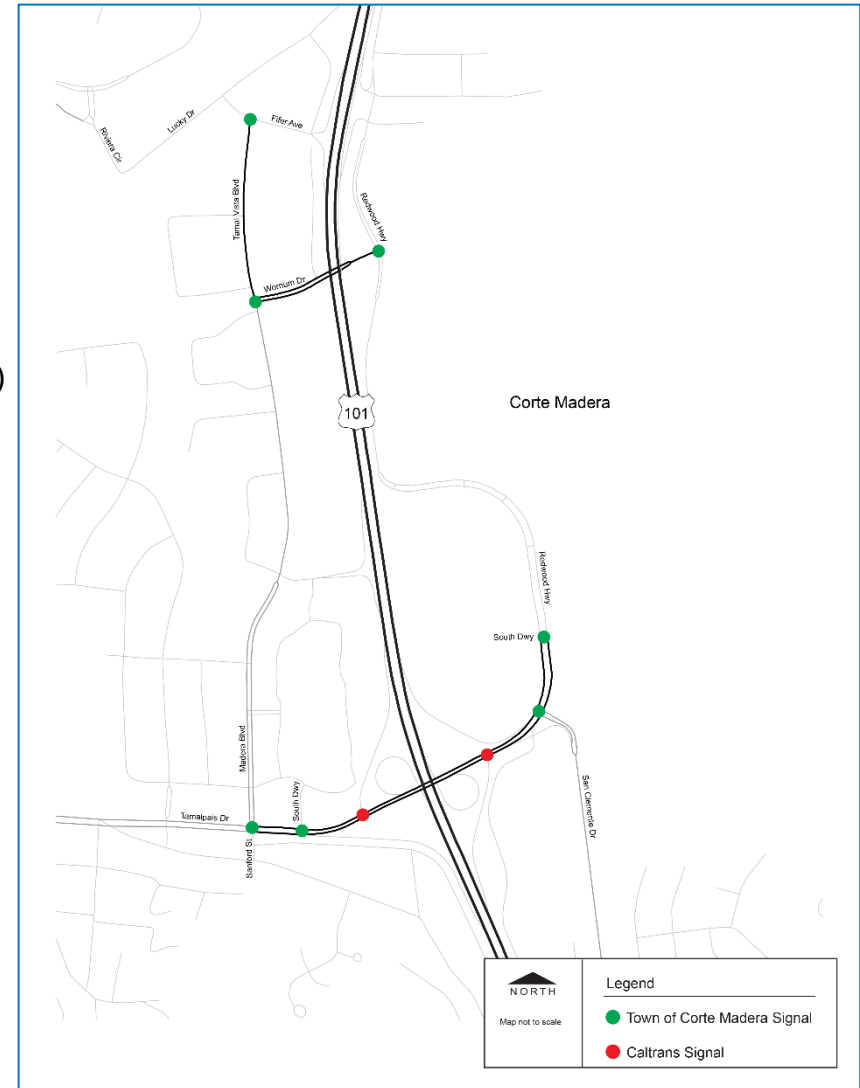 Fifer Ave
Lucky Dr
Riviera Cir
Tamal Vista Blvd
Redwood Hwy
Wornum Dr
)
101
Corte Madera
Redwood Hwy
South Dwy
Madera Blvd
South Dwy
San Clemente Dr
Tamalpais Dr
Sanford St
NORTH
Map not to scale
Legend
Town of Corte Madera Signal
Caltrans Signal